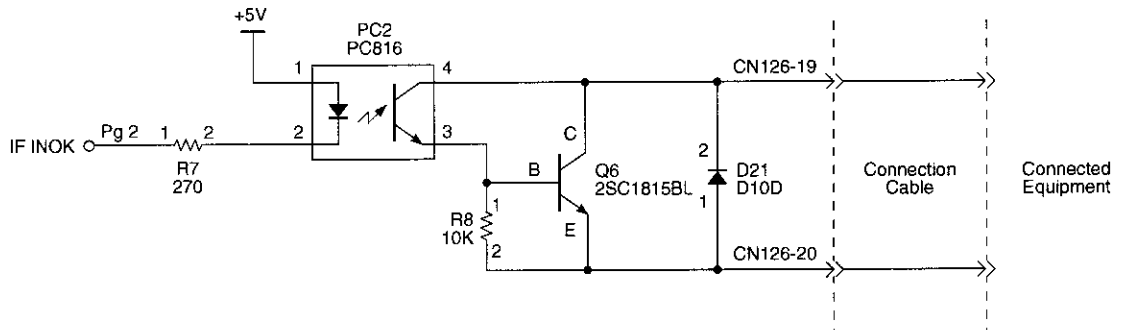 +5V
PC2
PC816
1
4
CN126-19
IF INOK
Pg 2
1
2
2
3
R7
270
C
B
Q6
2SC1815BL
E
2
D21
D10D
1
Connection
Cable
Connected
Equipment
R8
10K
1
2
CN126-20